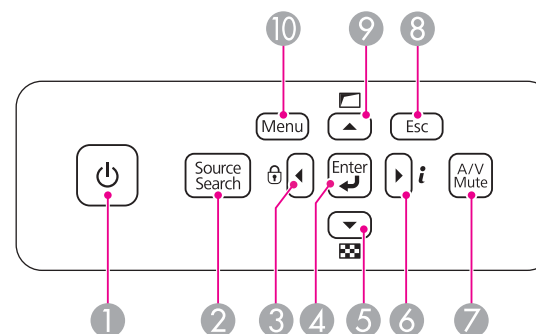 10 9 8
Menu Esc
Source
Search
Enter
i
A/V
Mute
1 2 3 4 5 6 7